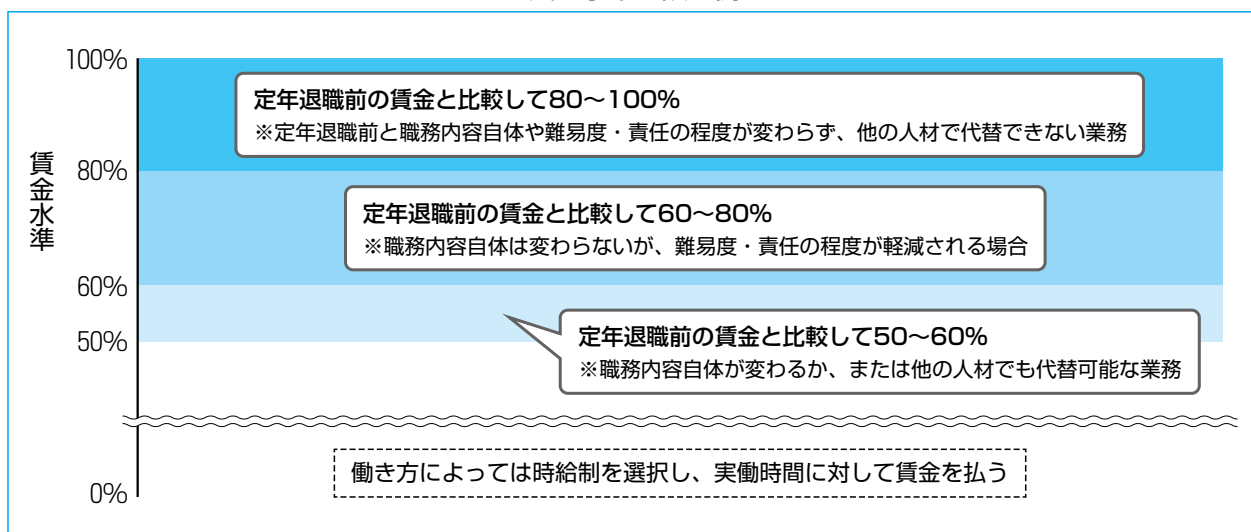 100%
定年退職前の賃金と比較して80〜100%
※定年退職前と職務内容自体や難易度・責任の程度が変わらず、他の人材で代替できない業務
賃金水準
80%
定年退職前の賃金と比較して60〜80%
※職務内容自体は変わらないが、難易度・責任の程度が軽減される場合
60%
定年退職前の賃金と比較して50〜60%
※職務内容自体が変わるか、または他の人材でも代替可能な業務
50%
働き方によっては時給制を選択し、実働時間に対して賃金を払う
0%